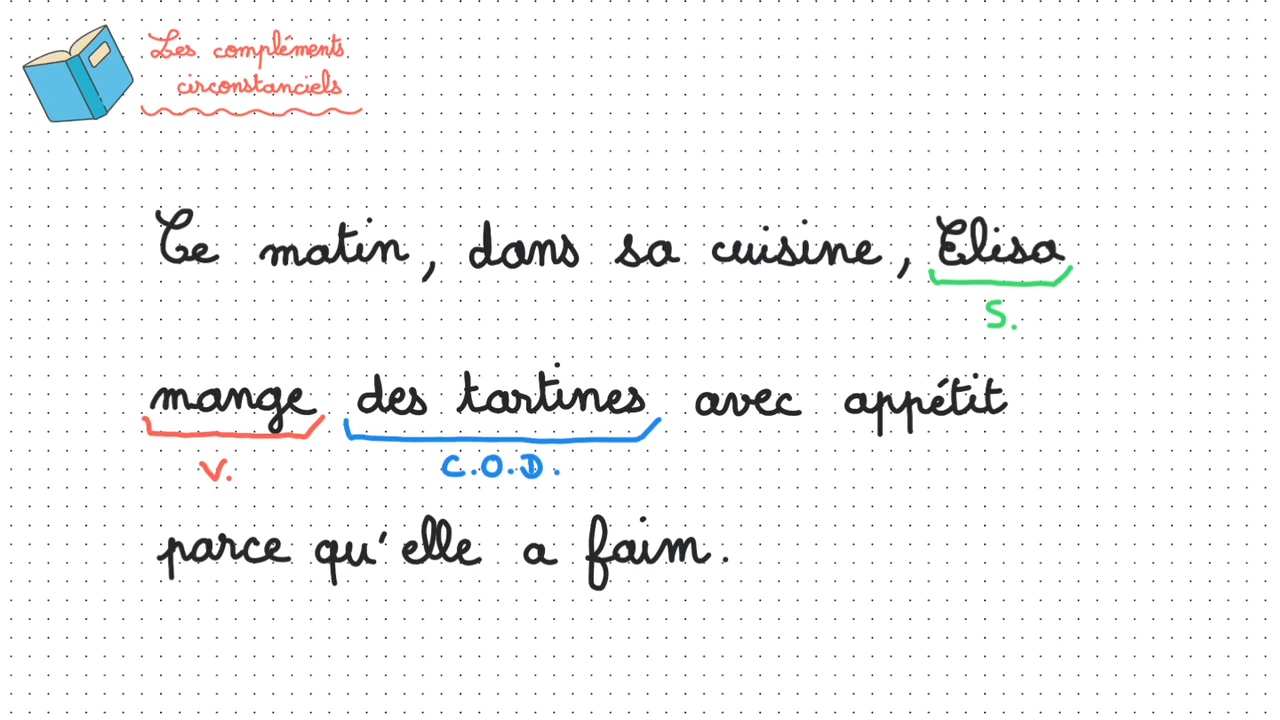 Les compléments
circonstanciels
Ce matin, dans sa cuisine, Elisa
S.
mange des tartines avec appétit
V. C.O.D.
parce qu'elle a faim.